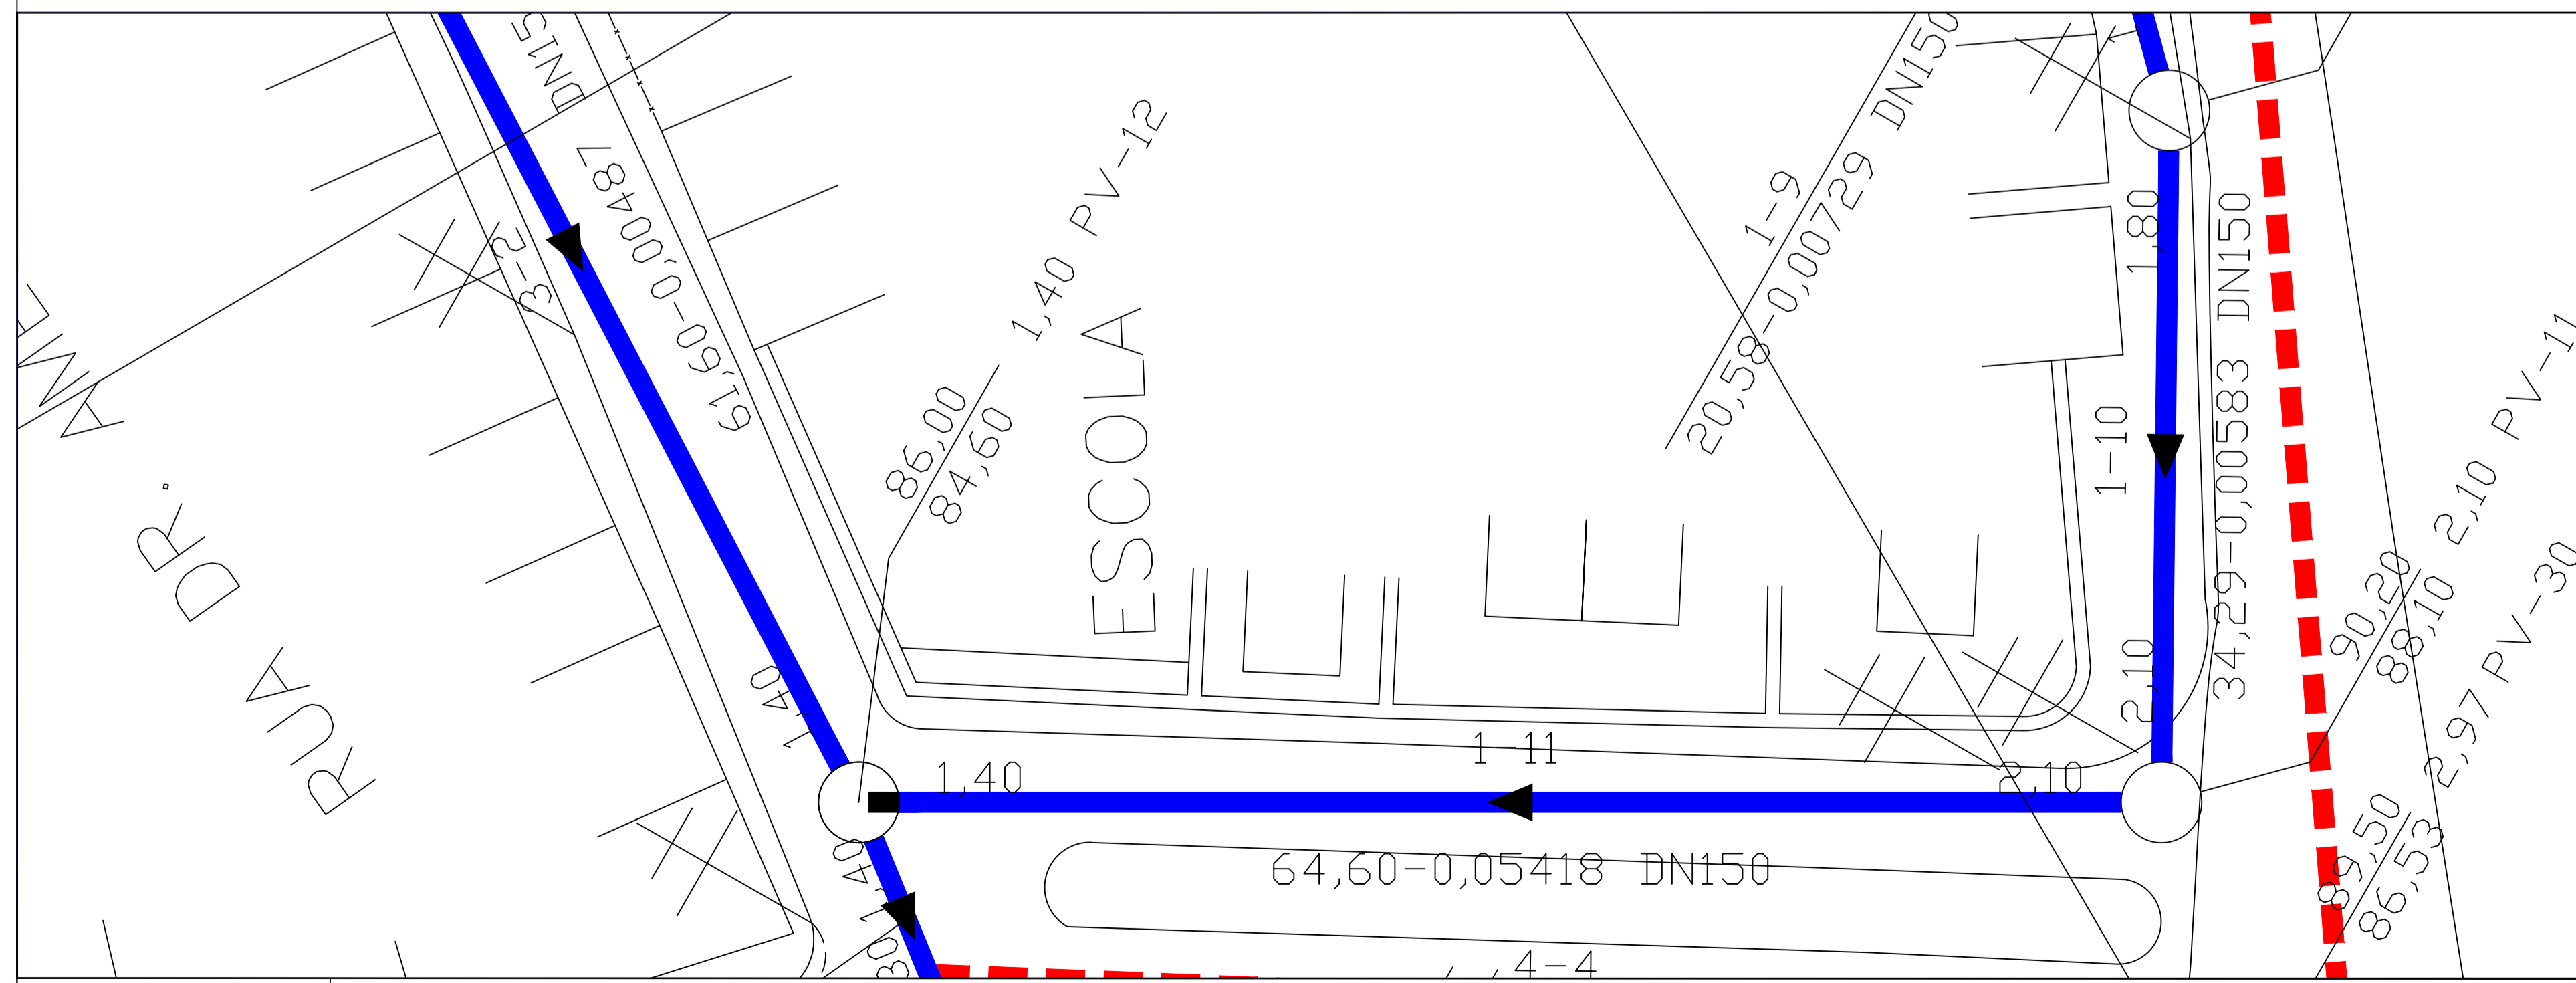 DN15
61,60-0,00487
3-2
RUA DR.
1,40
86,00
84,60
1,40 PV-12
ESCOLA
1-9
20,58-0,00729 DN150
1,80
1-10
2,10
34,29-0,00583 DN150
90,20
88,10
2,10 PV-11
89,50
86,53
2,97 PV-30
1-11
1,40
2,10
64,60-0,05418 DN150
1,40
4-4